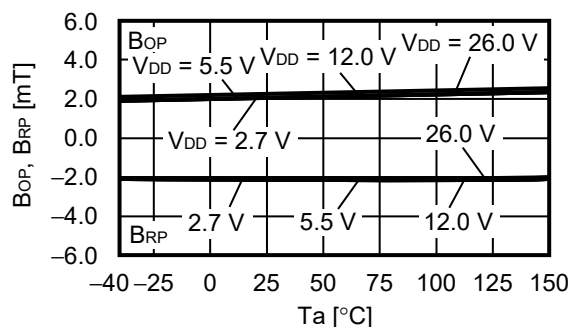 BOP, BRP [mT]
6.0
4.0
2.0
0.0
−2.0
−4.0
−6.0
BOP
VDD = 5.5 V
VDD = 12.0 V
VDD = 26.0 V
VDD = 2.7 V
26.0 V
2.7 V
5.5 V
12.0 V
BRP
−40 −25 0 25 50 75 100 125 150
Ta [°C]